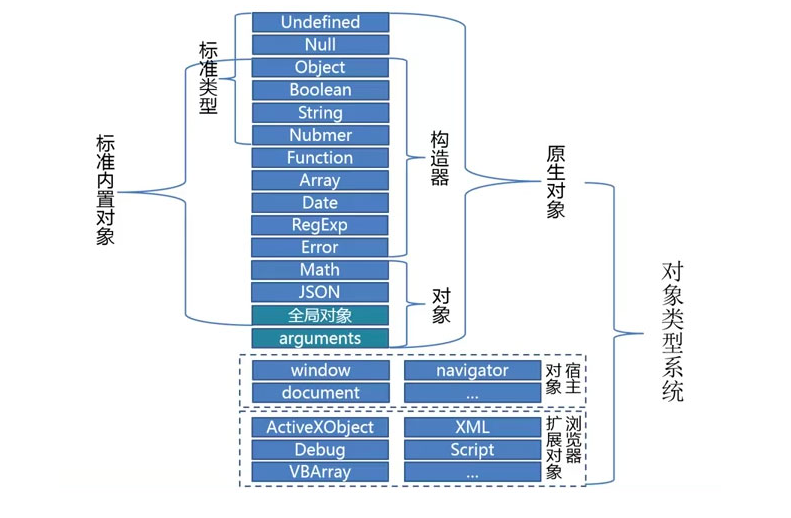 标准内置对象
标准类型
Undefined
Null
Object
Boolean
String
Nubmer
Function
Array
Date
RegExp
Error
Math
JSON
全局对象
arguments
构造器
对象
原生对象
对象类型系统
window
navigator
document
...
宿主
对象
ActiveXObject
XML
Debug
Script
VBArray
...
浏览器
扩展对象